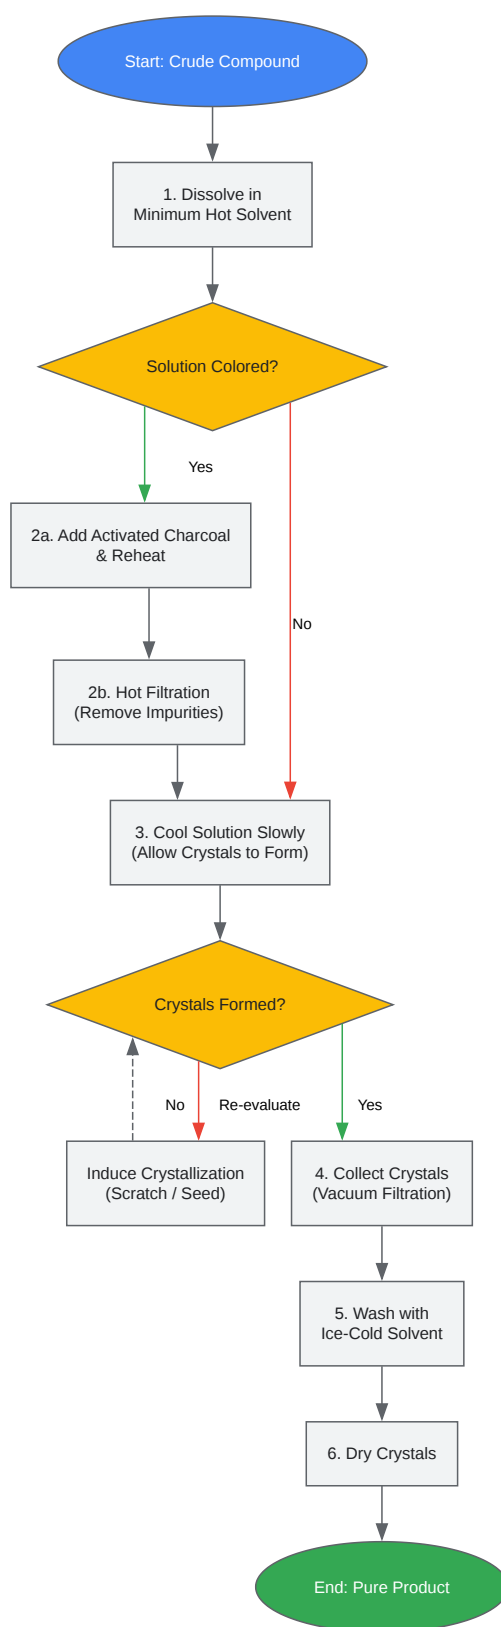 Start: Crude Compound
1. Dissolve in
Minimum Hot Solvent
Solution Colored?
Yes
2a. Add Activated Charcoal
& Reheat
No
2b. Hot Filtration
(Remove Impurities)
3. Cool Solution Slowly
(Allow Crystals to Form)
Crystals Formed?
No
Re-evaluate
Yes
Induce Crystallization
(Scratch / Seed)
4. Collect Crystals
(Vacuum Filtration)
5. Wash with
Ice-Cold Solvent
6. Dry Crystals
End: Pure Product